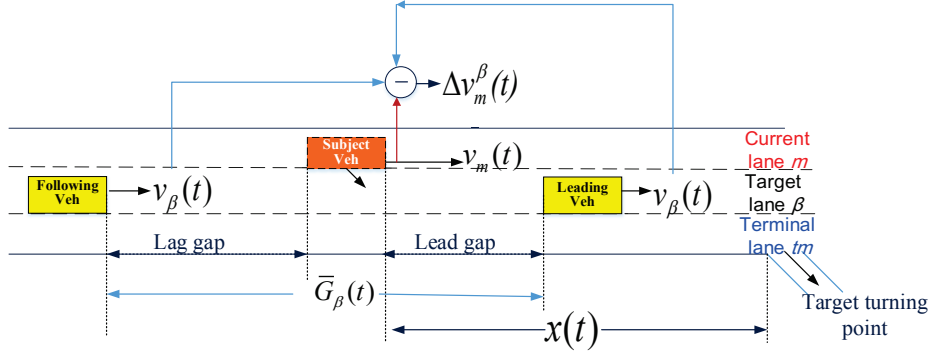 −
Δv_m^β(t)
Subject
Veh
v_m(t)
Current
lane m
Following
Veh
v_β(t)
Leading
Veh
v_β(t)
Target
lane β
Lag gap
Lead gap
Terminal
lane tm
G̅_β(t)
x(t)
Target turning
point